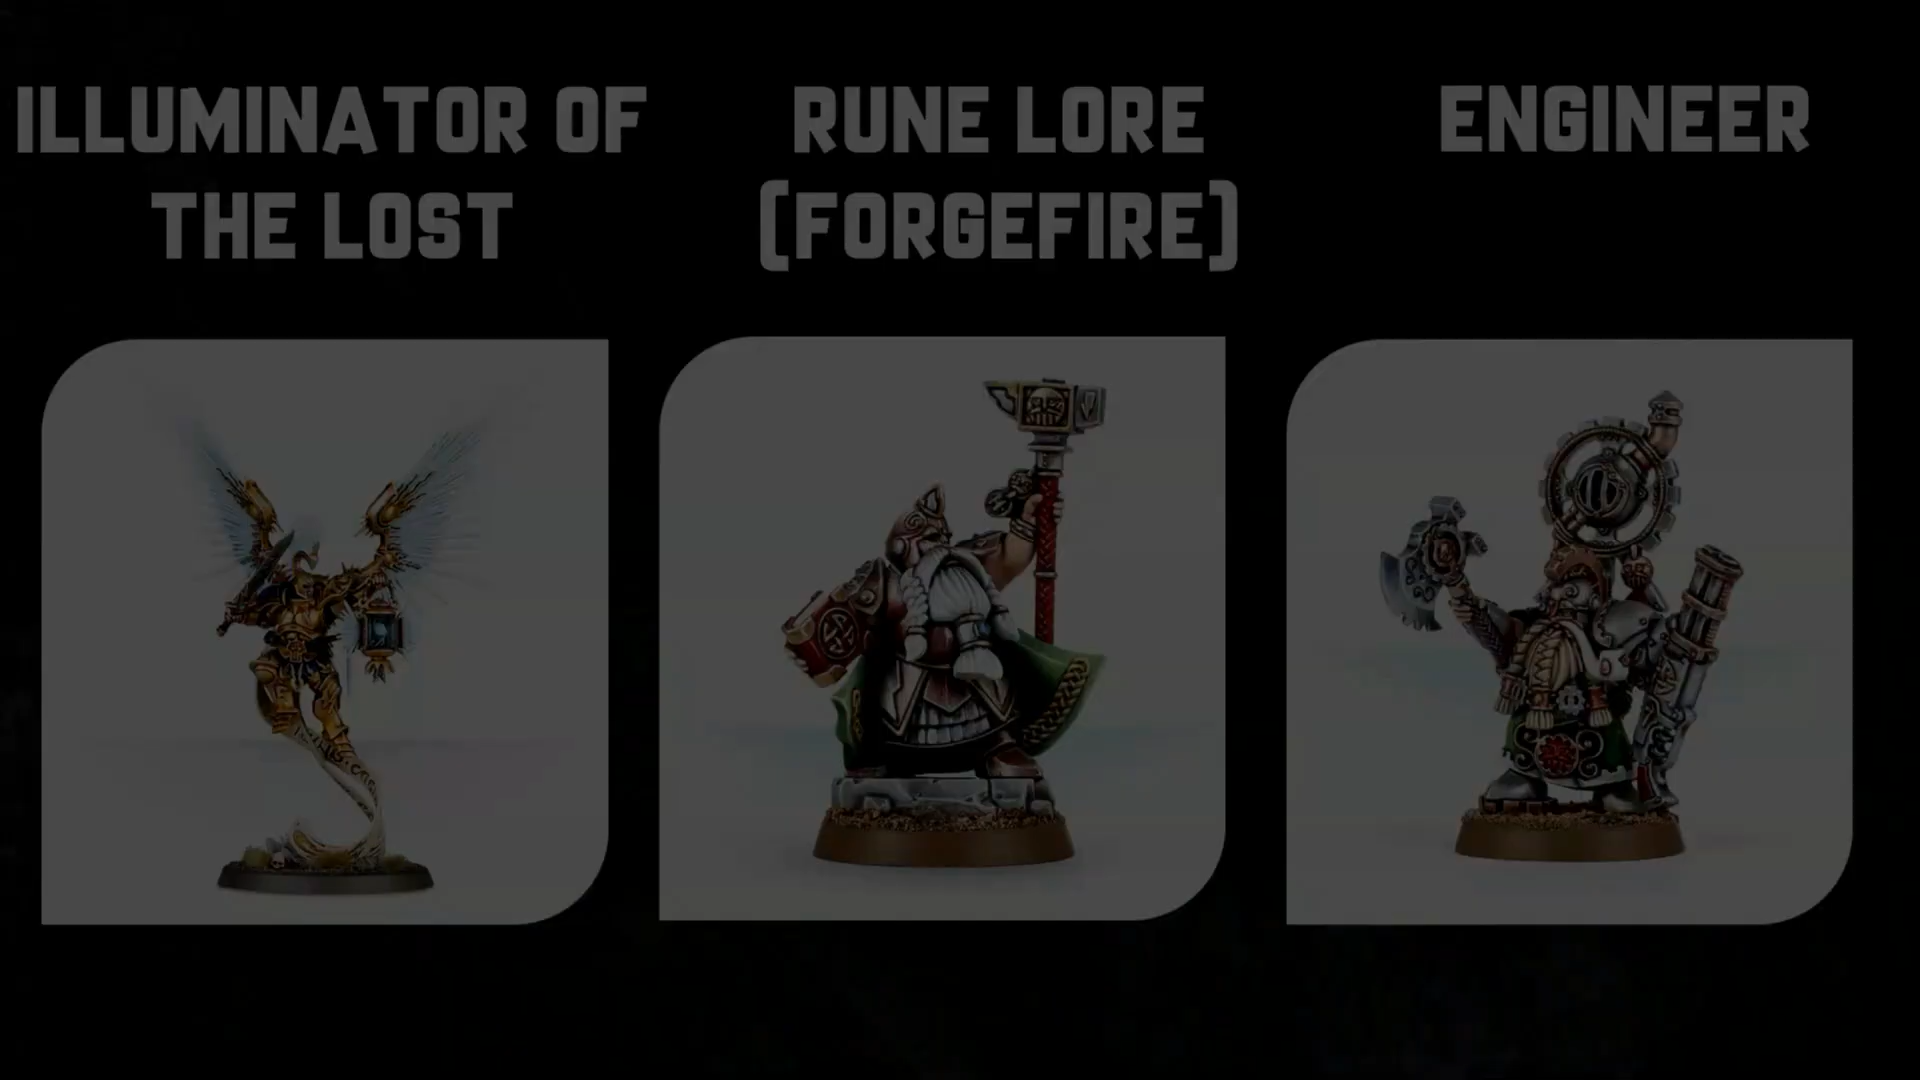 ILLUMINATOR OF
THE LOST
RUNE LORE
(FORGEFIRE)
ENGINEER